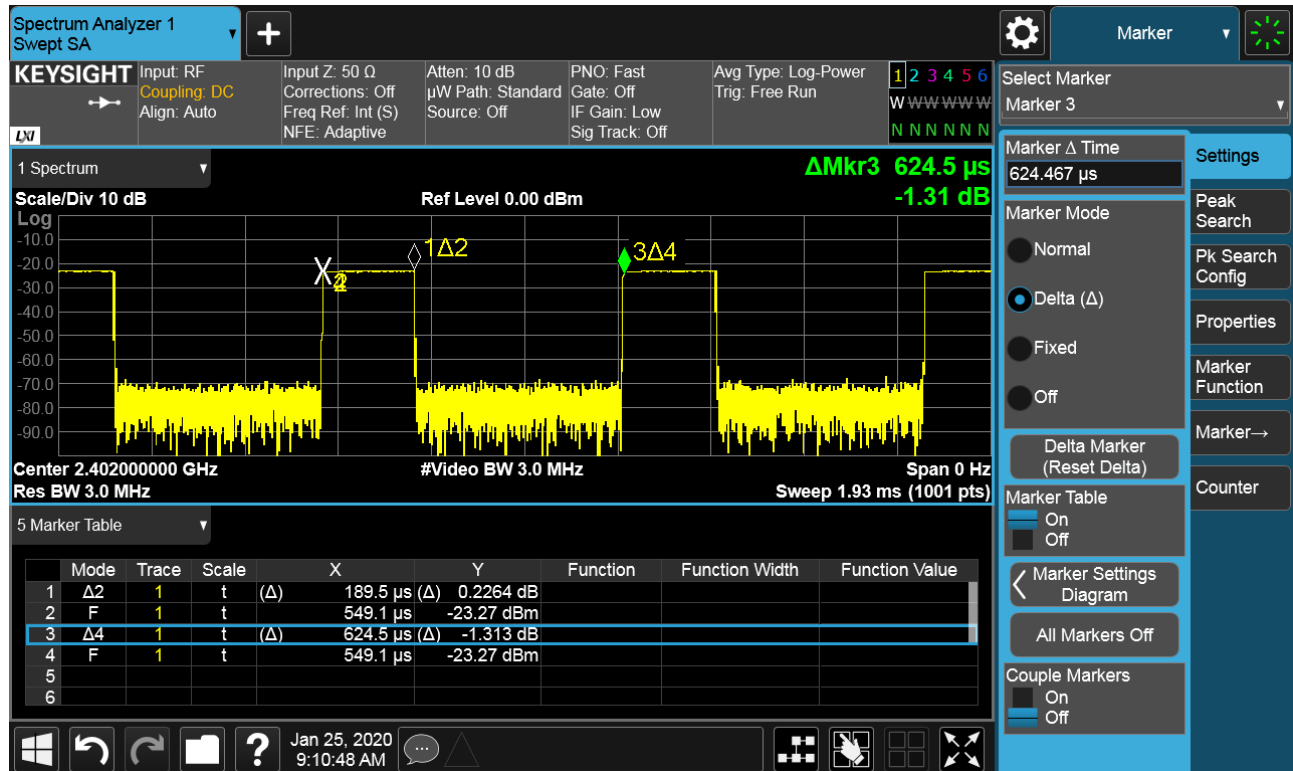 Spectrum Analyzer 1
Swept SA
Marker
KEYSIGHT
Input: RF
Coupling: DC
Align: Auto
Input Z: 50 Ω
Corrections: Off
Freq Ref: Int (S)
NFE: Adaptive
Atten: 10 dB
µW Path: Standard
Source: Off
PNO: Fast
Gate: Off
IF Gain: Low
Sig Track: Off
Avg Type: Log-Power
Trig: Free Run
1 2 3 4 5 6
W W W W W W
N N N N N N
LXI
Select Marker
Marker 3
1 Spectrum
ΔMkr3 624.5 µs
-1.31 dB
Scale/Div 10 dB
Ref Level 0.00 dBm
Log
-10.0
-20.0
-30.0
-40.0
-50.0
-60.0
-70.0
-80.0
-90.0
1Δ2
3Δ4
Center 2.402000000 GHz
#Video BW 3.0 MHz
Span 0 Hz
Res BW 3.0 MHz
Sweep 1.93 ms (1001 pts)
Marker Δ Time
624.467 µs
Marker Mode
Normal
Delta (Δ)
Fixed
Off
Delta Marker
(Reset Delta)
Marker Table
On
Off
Marker Settings
Diagram
All Markers Off
Couple Markers
On
Off
Settings
Peak
Search
Pk Search
Config
Properties
Marker
Function
Marker→
Counter
5 Marker Table
Mode Trace Scale X Y Function Function Width Function Value
1 Δ2 1 t (Δ) 189.5 µs (Δ) 0.2264 dB
2 F 1 t 549.1 µs -23.27 dBm
3 Δ4 1 t (Δ) 624.5 µs (Δ) -1.313 dB
4 F 1 t 549.1 µs -23.27 dBm
5
6
?
Jan 25, 2020
9:10:48 AM